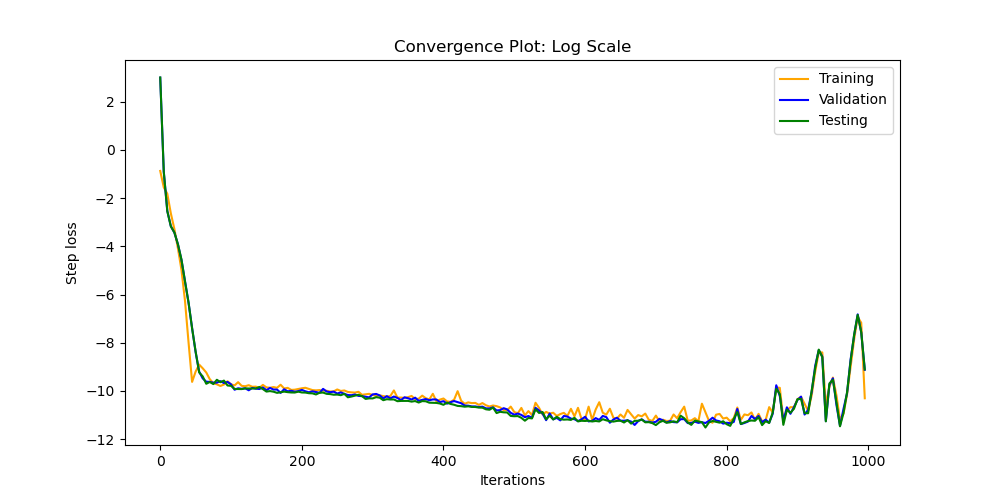 Convergence Plot: Log Scale
Training
Validation
Testing
Step loss
2
0
−2
−4
−6
−8
−10
−12
0
200
400
600
800
1000
Iterations